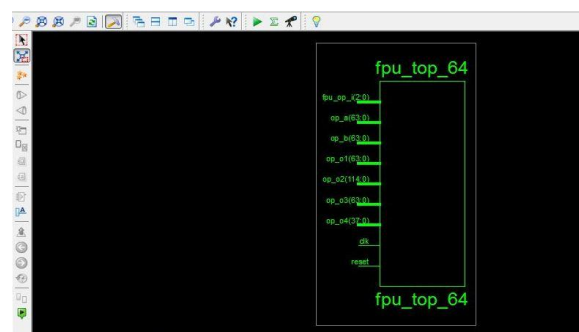 fpu_top_64
fpu_op_i(2:0)
op_a(63:0)
op_b(63:0)
op_o1(63:0)
op_o2(114:0)
op_o3(63:0)
op_o4(37:0)
clk
reset
fpu_top_64